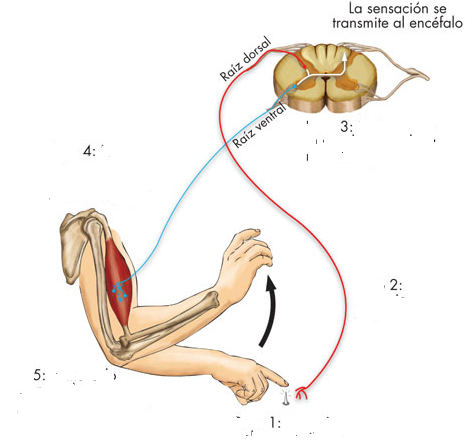 La sensación se
transmite al encéfalo
Raíz dorsal
Raíz ventral
3:
4:
2:
5:
1: